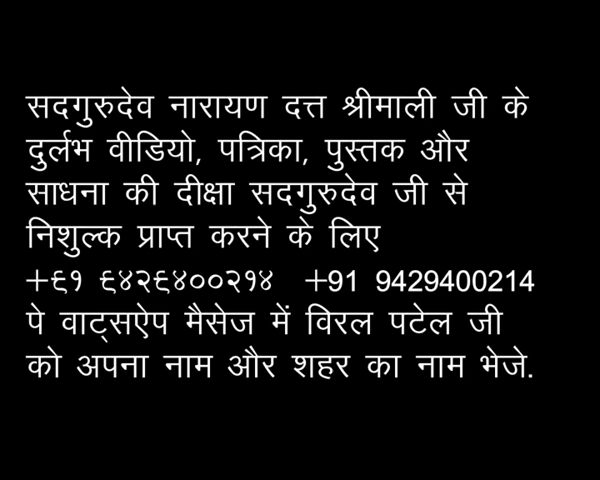 सदगुरुदेव नारायण दत्त श्रीमाली जी के
दुर्लभ वीडियो, पत्रिका, पुस्तक और
साधना की दीक्षा सदगुरुदेव जी से
निशुल्क प्राप्त करने के लिए
+९१ ९४२९४००२१४ +91 9429400214
पे वाट्सऐप मैसेज में विरल पटेल जी
को अपना नाम और शहर का नाम भेजे.